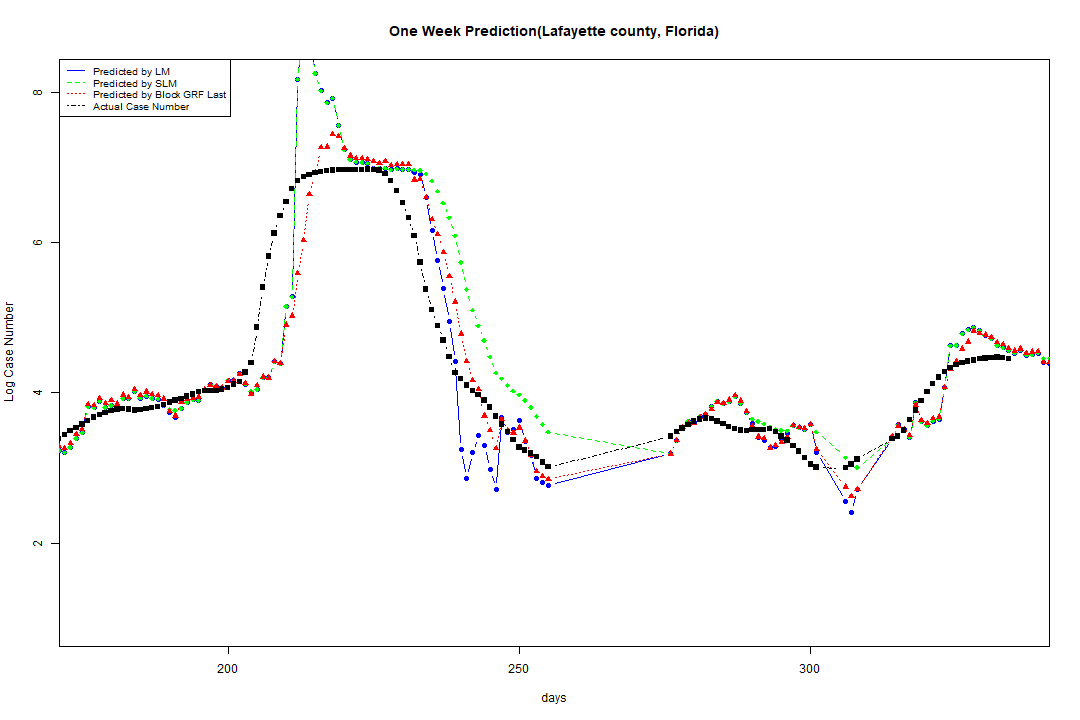 One Week Prediction(Lafayette county, Florida)
Predicted by LM
Predicted by SLM
Predicted by Block GRF Last
Actual Case Number
8
6
4
2
Log Case Number
200
250
300
days